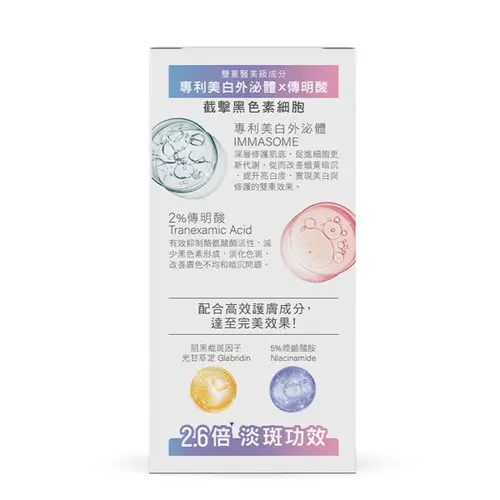 雙重醫美級成分
專利美白外泌體×傳明酸
截擊黑色素細胞
專利美白外泌體
IMMASOME
深層修護肌底，促進細胞更
新代謝，從而改善蠟黃暗沉
，提升亮白度，實現美白與
修護的雙重效果。
2%傳明酸
Tranexamic Acid
有效抑制酪氨酸酶活性，減
少黑色素形成，淡化色斑，
改善膚色不均和暗沉問題。
配合高效護膚成分，
達至完美效果！
阻黑截斑因子
光甘草定 Glabridin
5%煙鹼醯胺
Niacinamide
2.6倍 淡斑功效